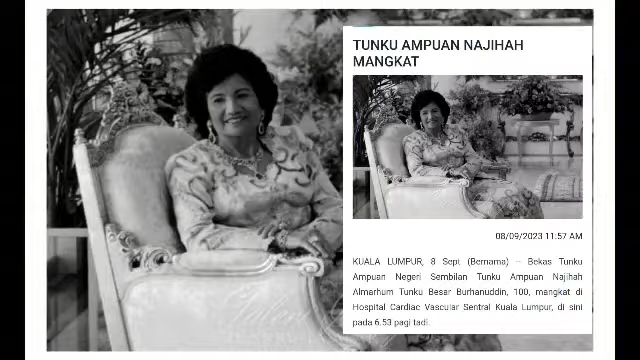 TUNKU AMPUAN NAJIHAH
MANGKAT
08/09/2023 11:57 AM
KUALA LUMPUR, 8 Sept (Bernama) -- Bekas Tunku
Ampuan Negeri Sembilan Tunku Ampuan Najihah
Almarhum Tunku Besar Burhanuddin, 100, mangkat di
Hospital Cardiac Vascular Sentral Kuala Lumpur, di sini
pada 6.53 pagi tadi.